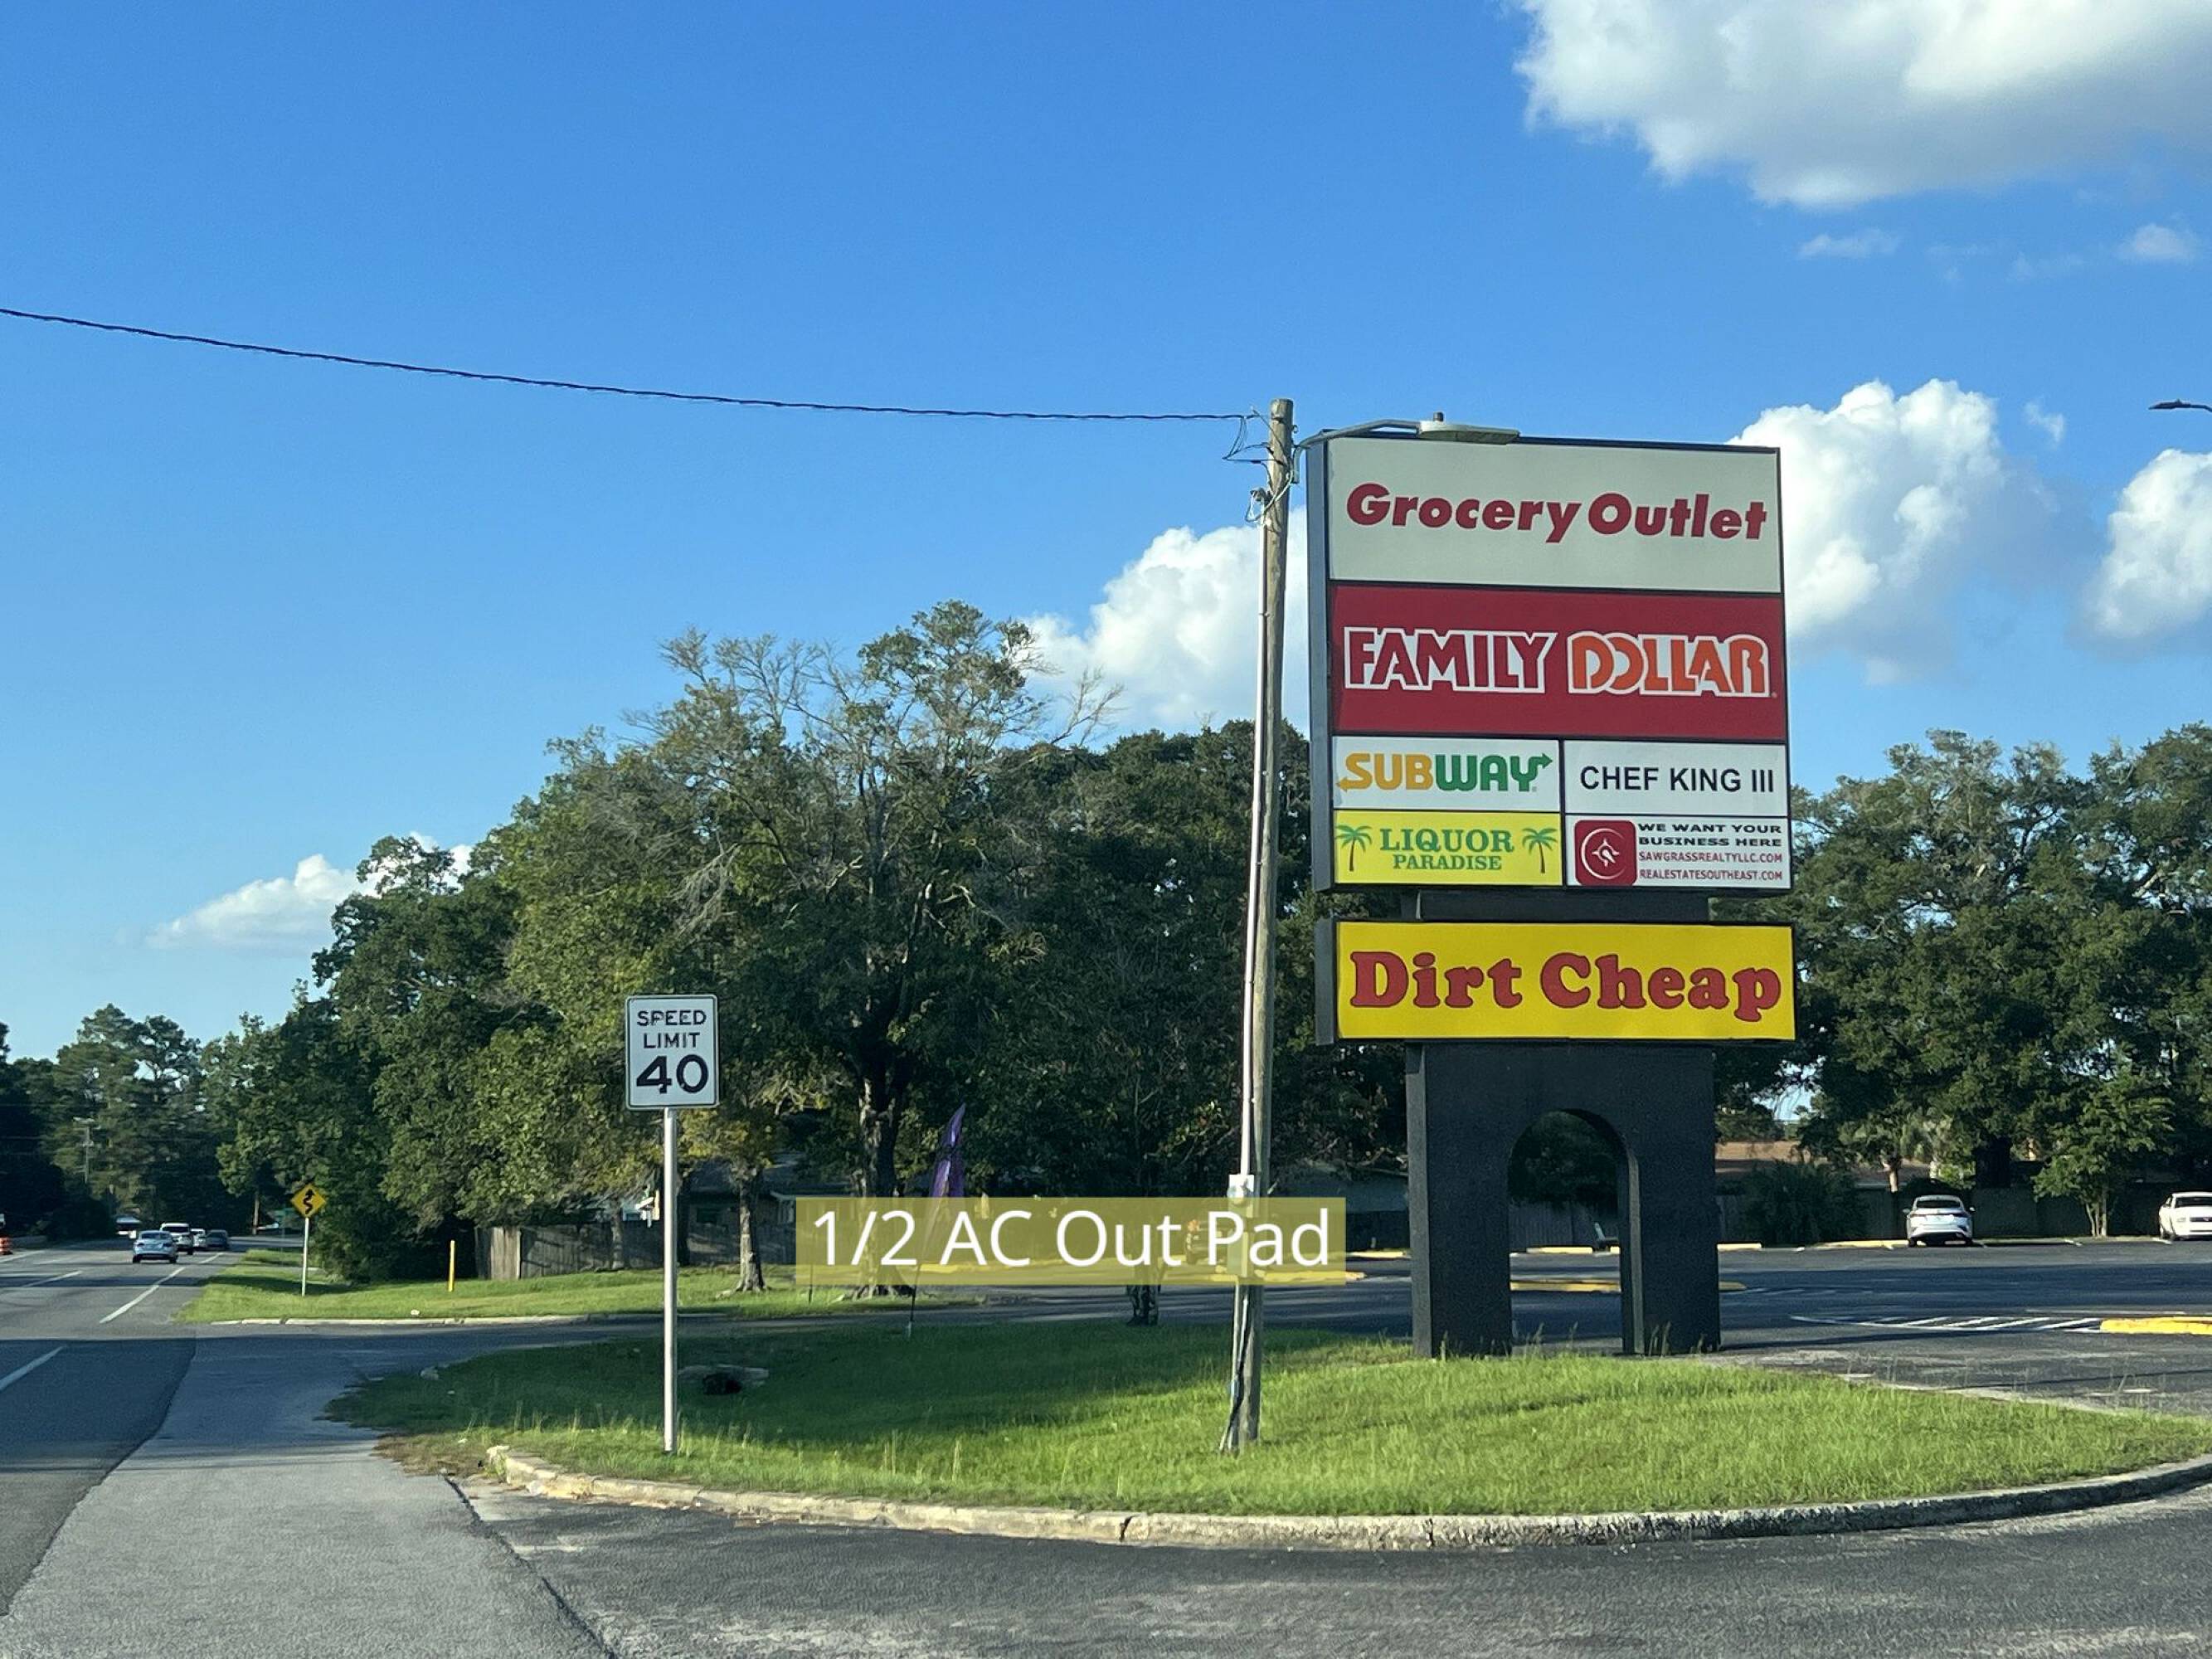 Grocery Outlet
FAMILY DOLLAR
SUBWAY
CHEF KING III
LIQUOR
PARADISE
WE WANT YOUR
BUSINESS HERE
SAWGRASSREALTYLLC.COM
REALESTATESOUTHEAST.COM
Dirt Cheap
SPEED
LIMIT
40
1/2 AC Out Pad